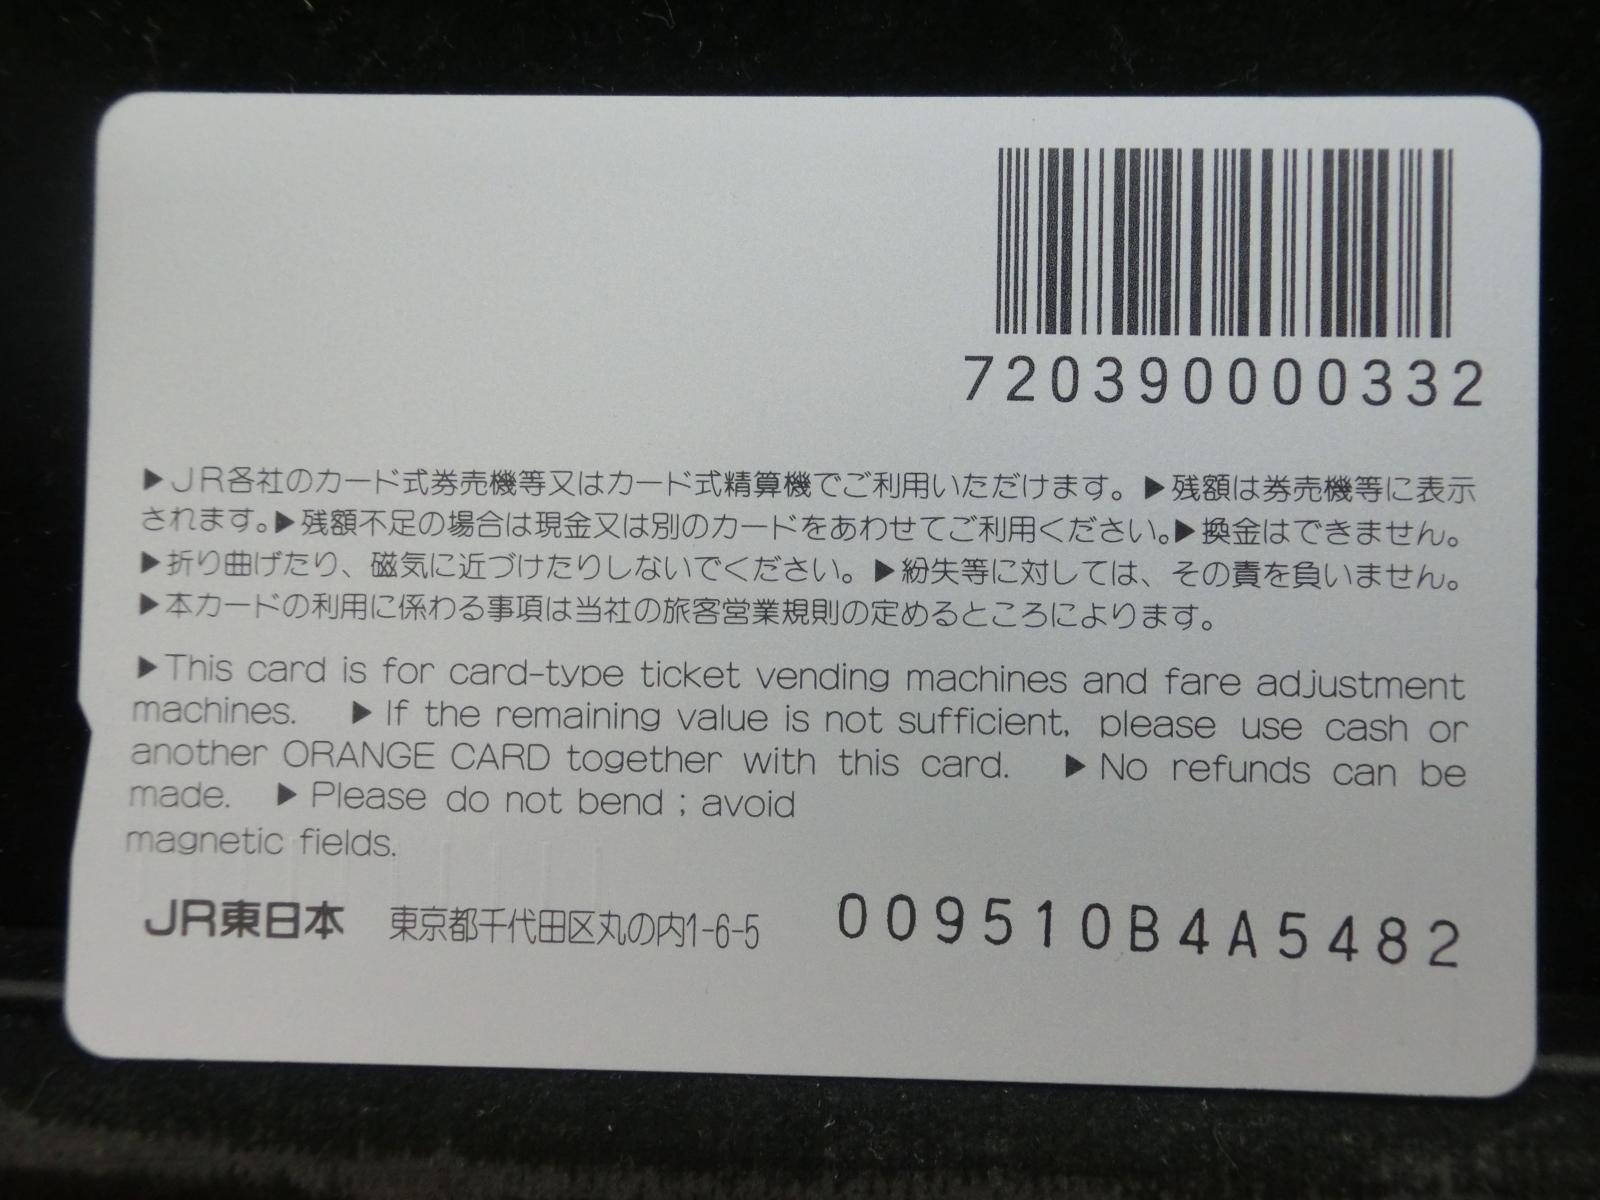 720390000332
▶JR各社のカード式券売機等又はカード式精算機でご利用いただけます。▶残額は券売機等に表示
されます。▶残額不足の場合は現金又は別のカードをあわせてご利用ください。▶換金はできません。
▶折り曲げたり、磁気に近づけたりしないでください。▶紛失等に対しては、その責を負いません。
▶本カードの利用に係わる事項は当社の旅客営業規則の定めるところによります。
▶This card is for card-type ticket vending machines and fare adjustment
machines. ▶If the remaining value is not sufficient, please use cash or
another ORANGE CARD together with this card. ▶No refunds can be
made. ▶Please do not bend ; avoid
magnetic fields.
JR東日本 東京都千代田区丸の内1-6-5 009510B4A5482